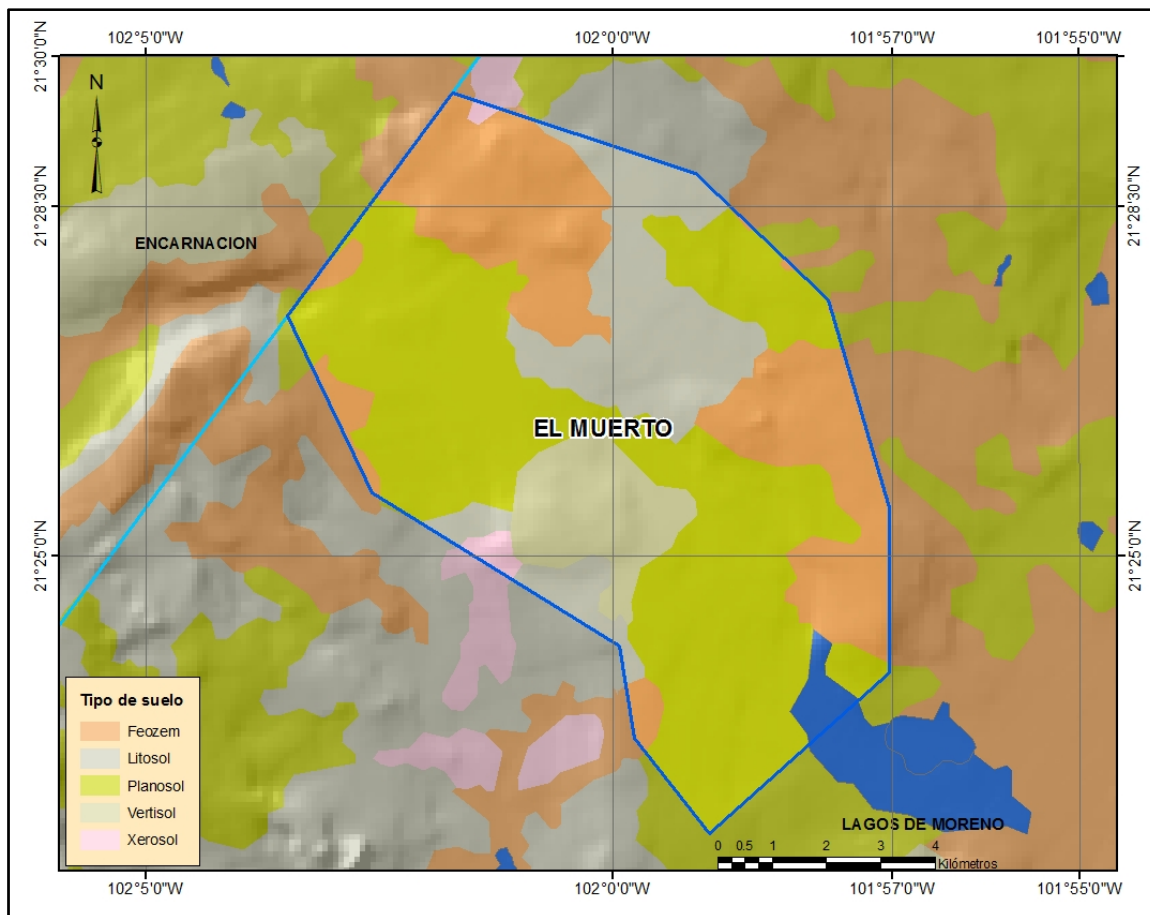 102°5'0"W 102°0'0"W 101°57'0"W 101°55'0"W
21°30'0"N 21°30'0"N
N
21°28'30"N 21°28'30"N
ENCARNACION
EL MUERTO
21°25'0"N 21°25'0"N
Tipo de suelo
Feozem
Litosol
Planosol
Vertisol
Xerosol
LAGOS DE MORENO
0 0.5 1 2 3 4
Kilómetros
102°5'0"W 102°0'0"W 101°57'0"W 101°55'0"W